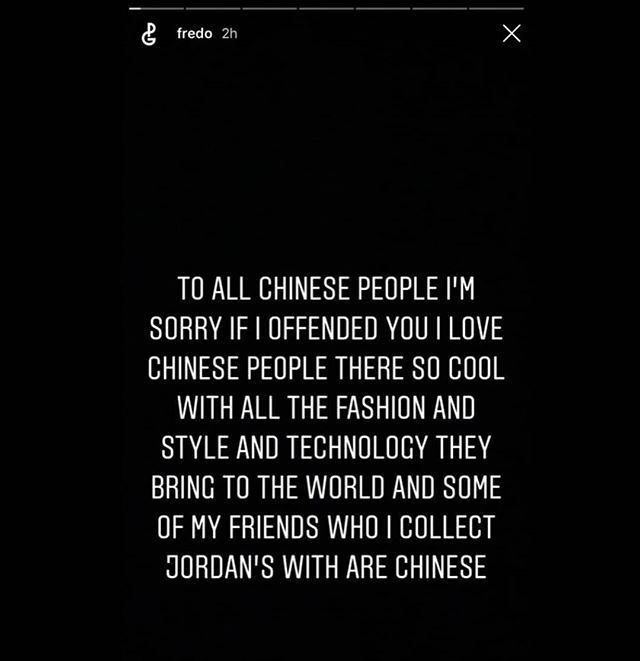 fredo 2h
TO ALL CHINESE PEOPLE I'M
SORRY IF I OFFENDED YOU I LOVE
CHINESE PEOPLE THERE SO COOL
WITH ALL THE FASHION AND
STYLE AND TECHNOLOGY THEY
BRING TO THE WORLD AND SOME
OF MY FRIENDS WHO I COLLECT
JORDAN'S WITH ARE CHINESE